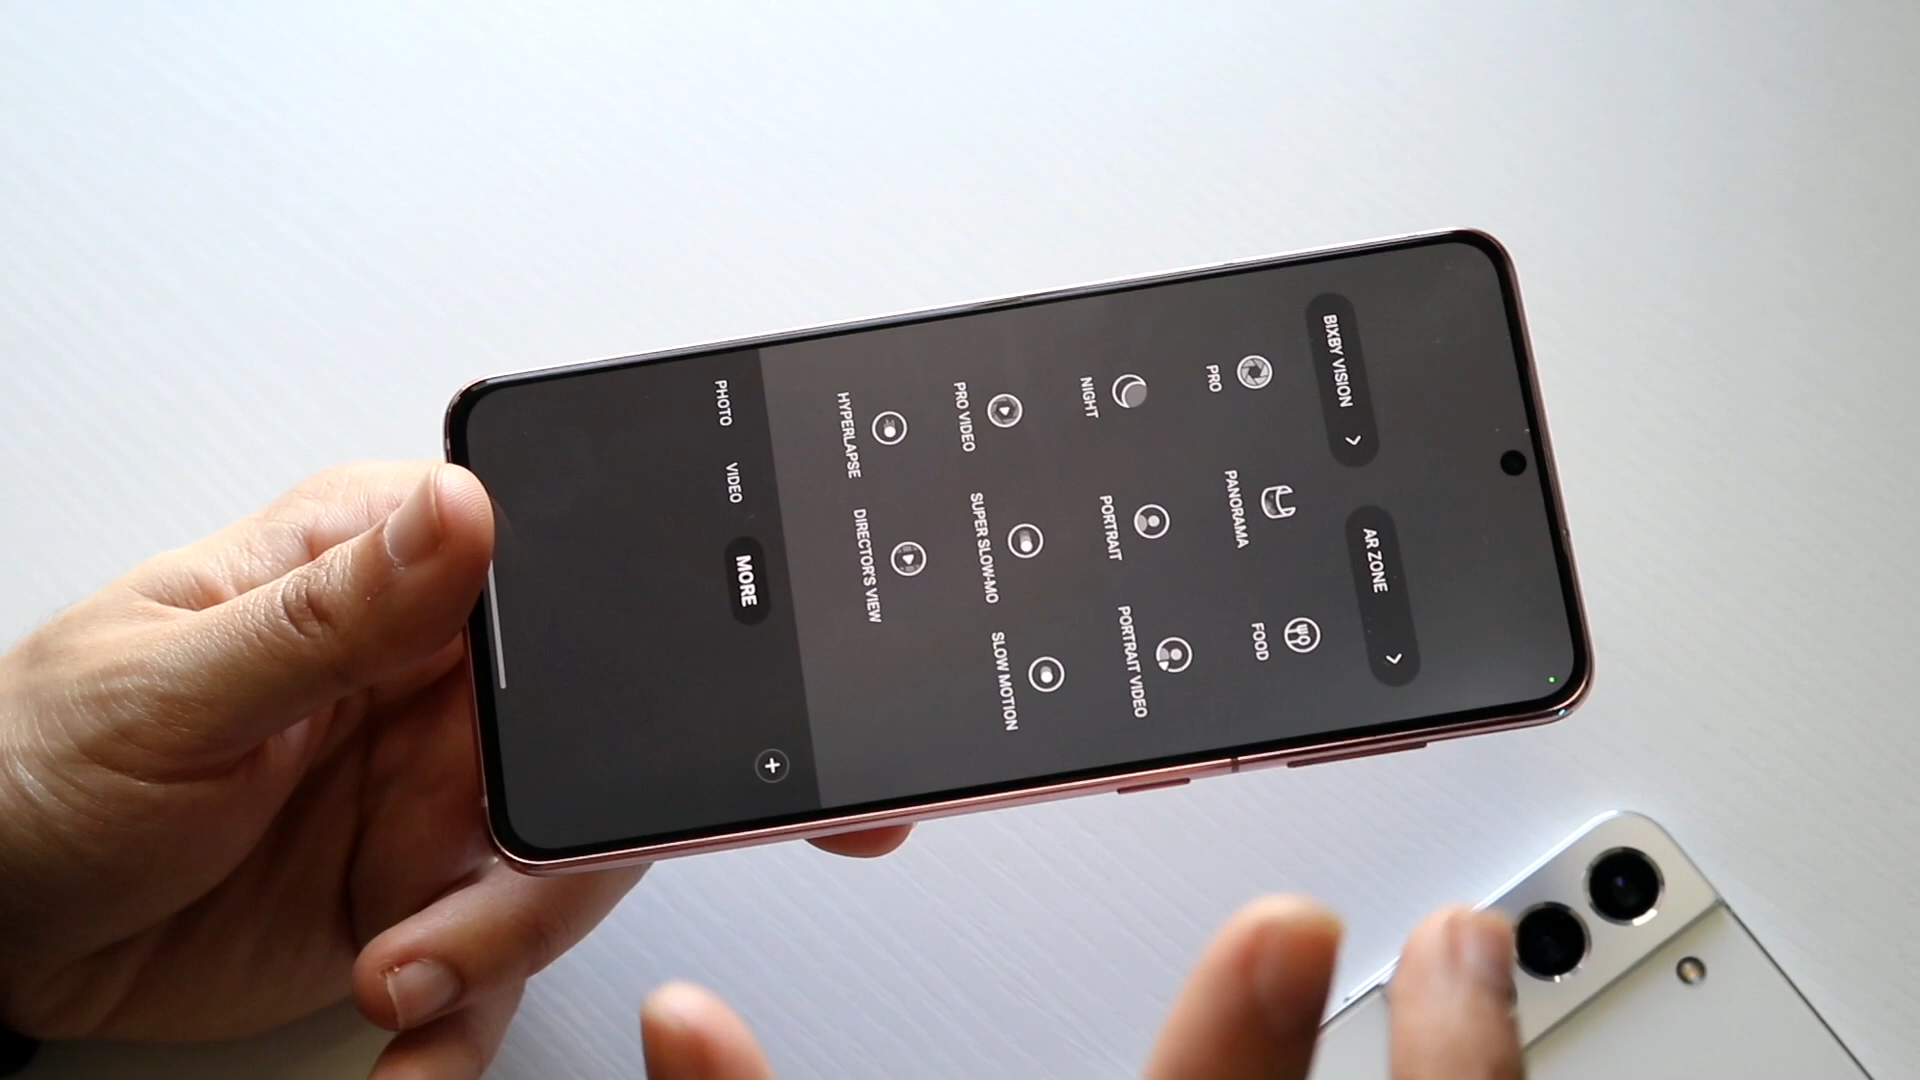 BIXBY VISION
AR ZONE
PRO
PANORAMA
FOOD
NIGHT
PORTRAIT
PORTRAIT VIDEO
PRO VIDEO
SUPER SLOW-MO
SLOW MOTION
HYPERLAPSE
DIRECTOR'S VIEW
PHOTO
VIDEO
MORE